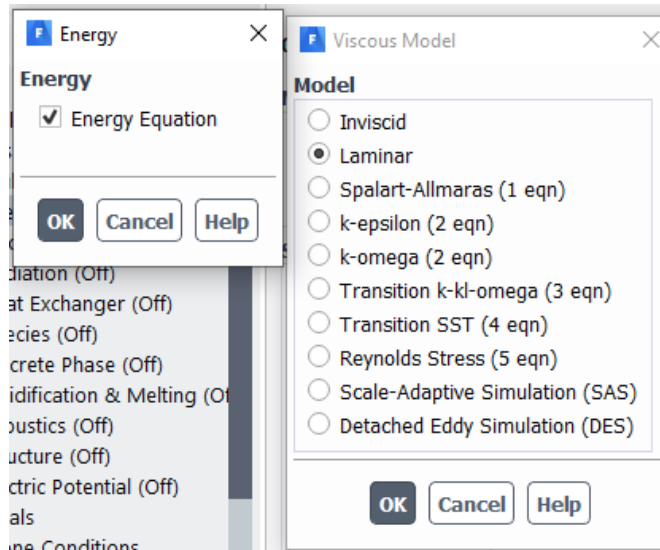 Energy
Energy
Energy Equation
OK Cancel Help
diation (Off)
at Exchanger (Off)
ecies (Off)
crete Phase (Off)
idification & Melting (Of
oustics (Off)
ucture (Off)
ctric Potential (Off)
als
one Conditions
Viscous Model
Model
Inviscid
Laminar
Spalart-Allmaras (1 eqn)
k-epsilon (2 eqn)
k-omega (2 eqn)
Transition k-kl-omega (3 eqn)
Transition SST (4 eqn)
Reynolds Stress (5 eqn)
Scale-Adaptive Simulation (SAS)
Detached Eddy Simulation (DES)
OK Cancel Help